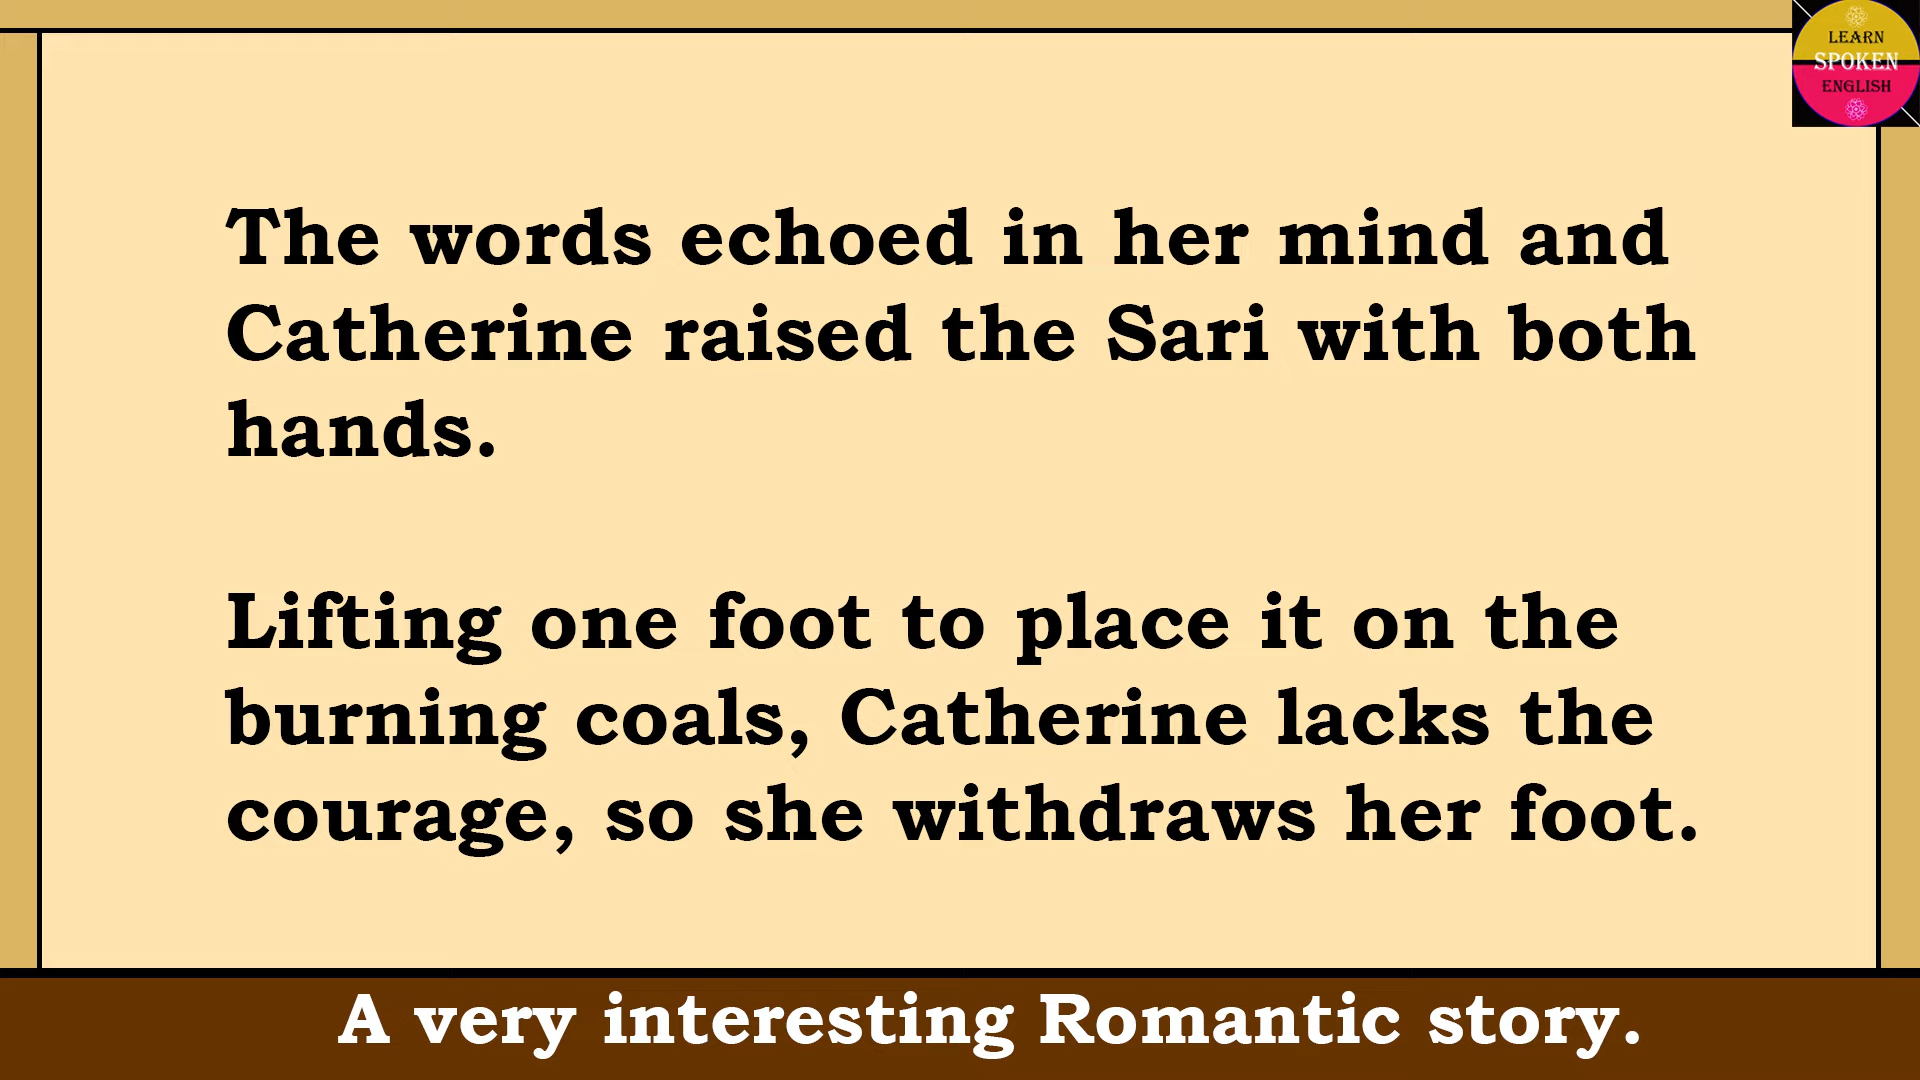 LEARN
SPOKEN
ENGLISH
The words echoed in her mind and
Catherine raised the Sari with both
hands.
Lifting one foot to place it on the
burning coals, Catherine lacks the
courage, so she withdraws her foot.
A very interesting Romantic story.